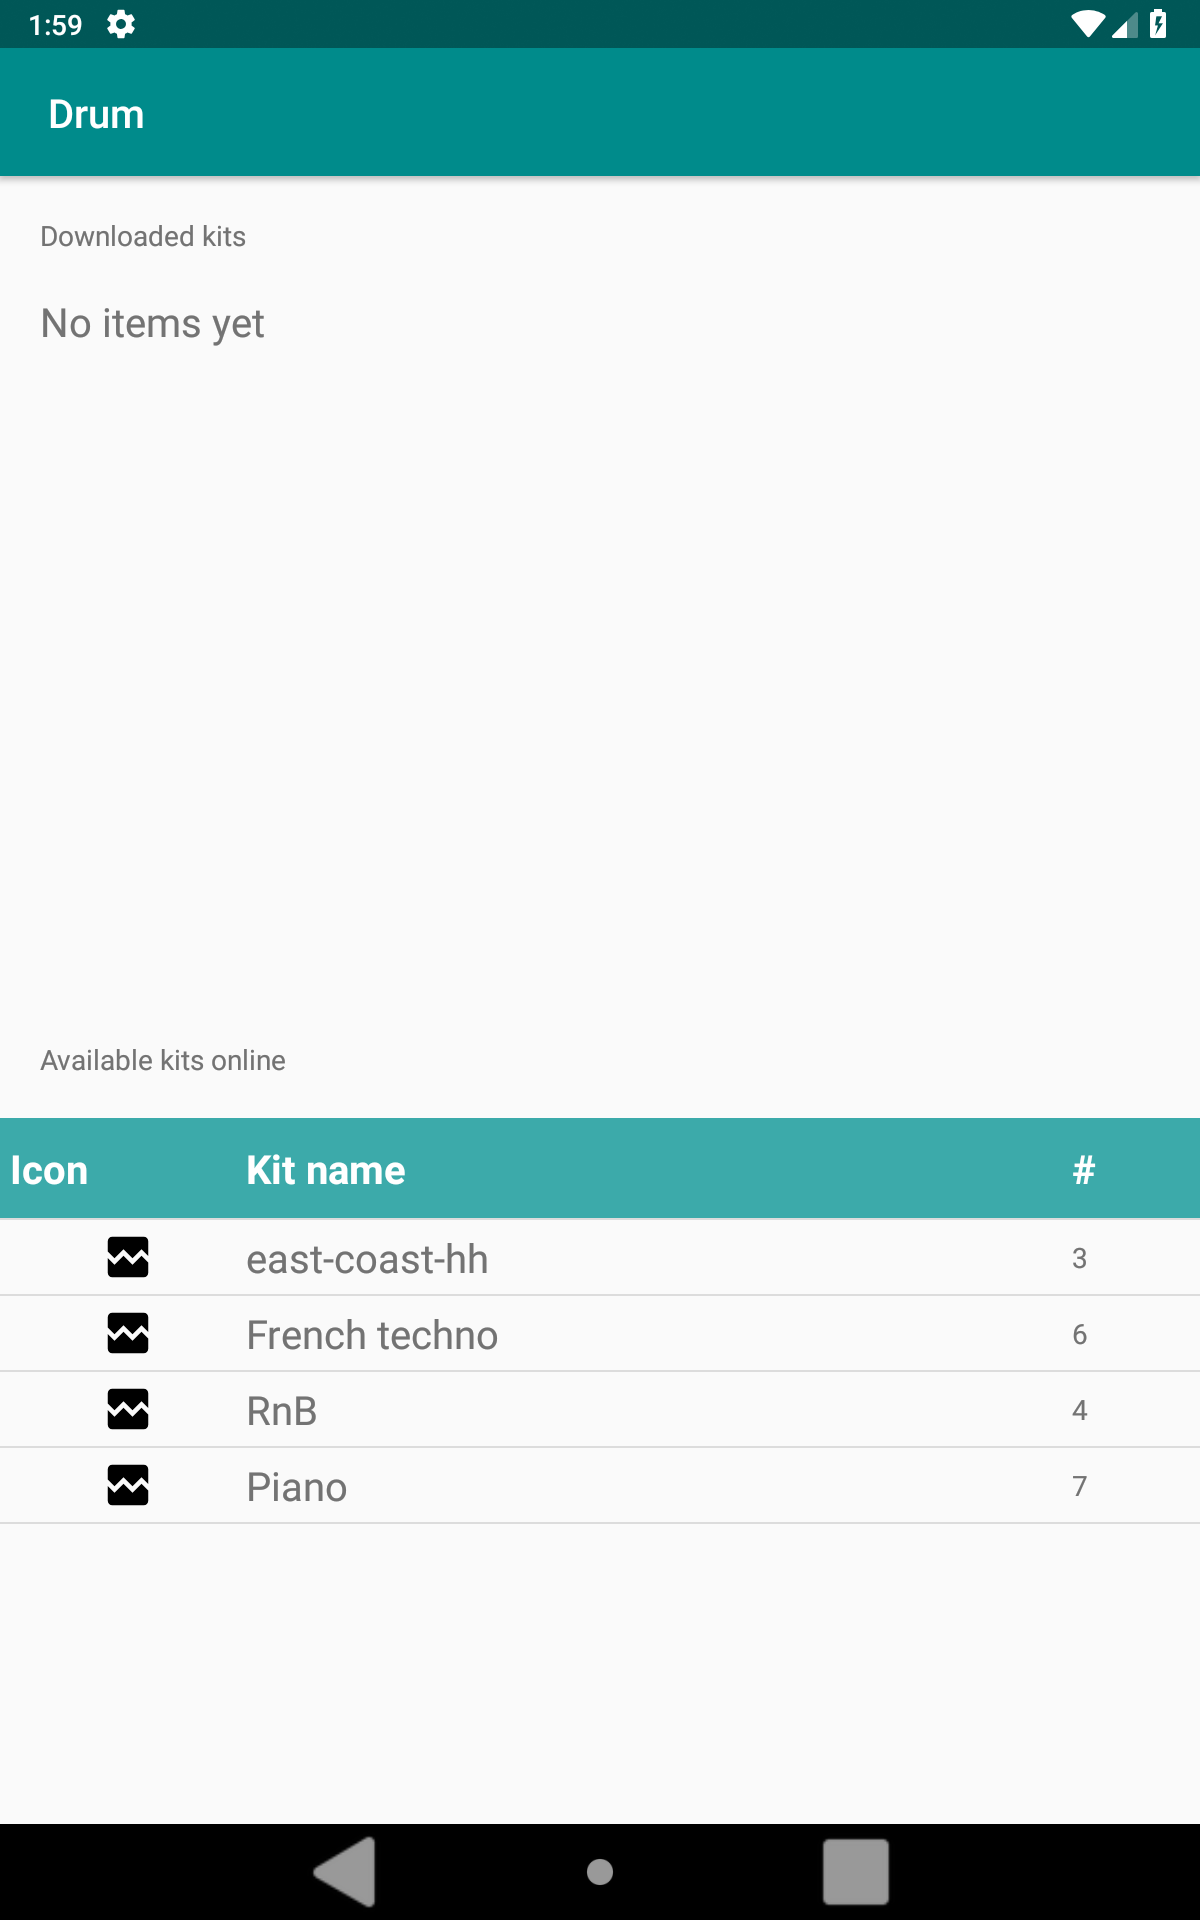 1:59
Drum
Downloaded kits
No items yet
Available kits online
Icon Kit name #
east-coast-hh 3
French techno 6
RnB 4
Piano 7